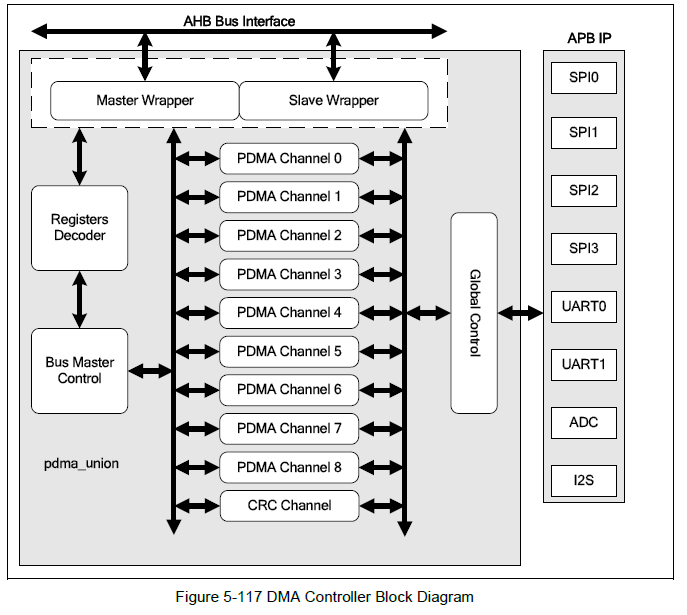 AHB Bus Interface
APB IP
Master Wrapper
Slave Wrapper
SPI0
SPI1
SPI2
SPI3
UART0
UART1
ADC
I2S
Registers
Decoder
Bus Master
Control
pdma_union
PDMA Channel 0
PDMA Channel 1
PDMA Channel 2
PDMA Channel 3
PDMA Channel 4
PDMA Channel 5
PDMA Channel 6
PDMA Channel 7
PDMA Channel 8
CRC Channel
Global Control
Figure 5-117 DMA Controller Block Diagram